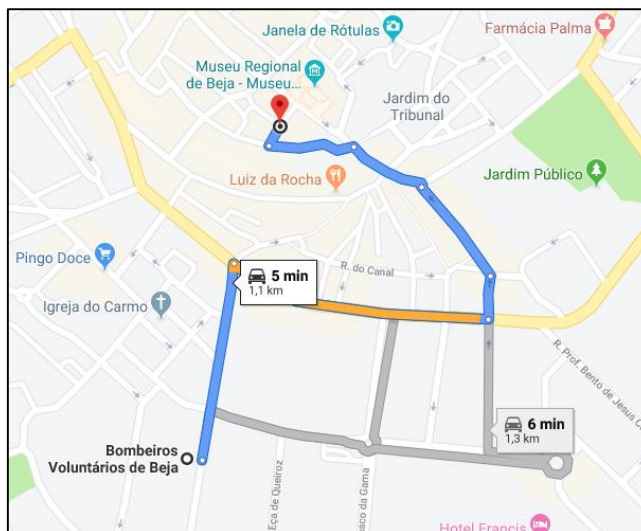 Janela de Rótulas
Farmácia Palma
Museu Regional
de Beja - Museu...
Jardim do
Tribunal
Luiz da Rocha
Jardim Público
Pingo Doce
R. do Canal
5 min
1,1 km
Igreja do Carmo
R. Prof. Bento de Jesus C
6 min
1,3 km
Bombeiros
Voluntários de Beja
Eça de Queiroz
sco da Gama
Hotel Francis